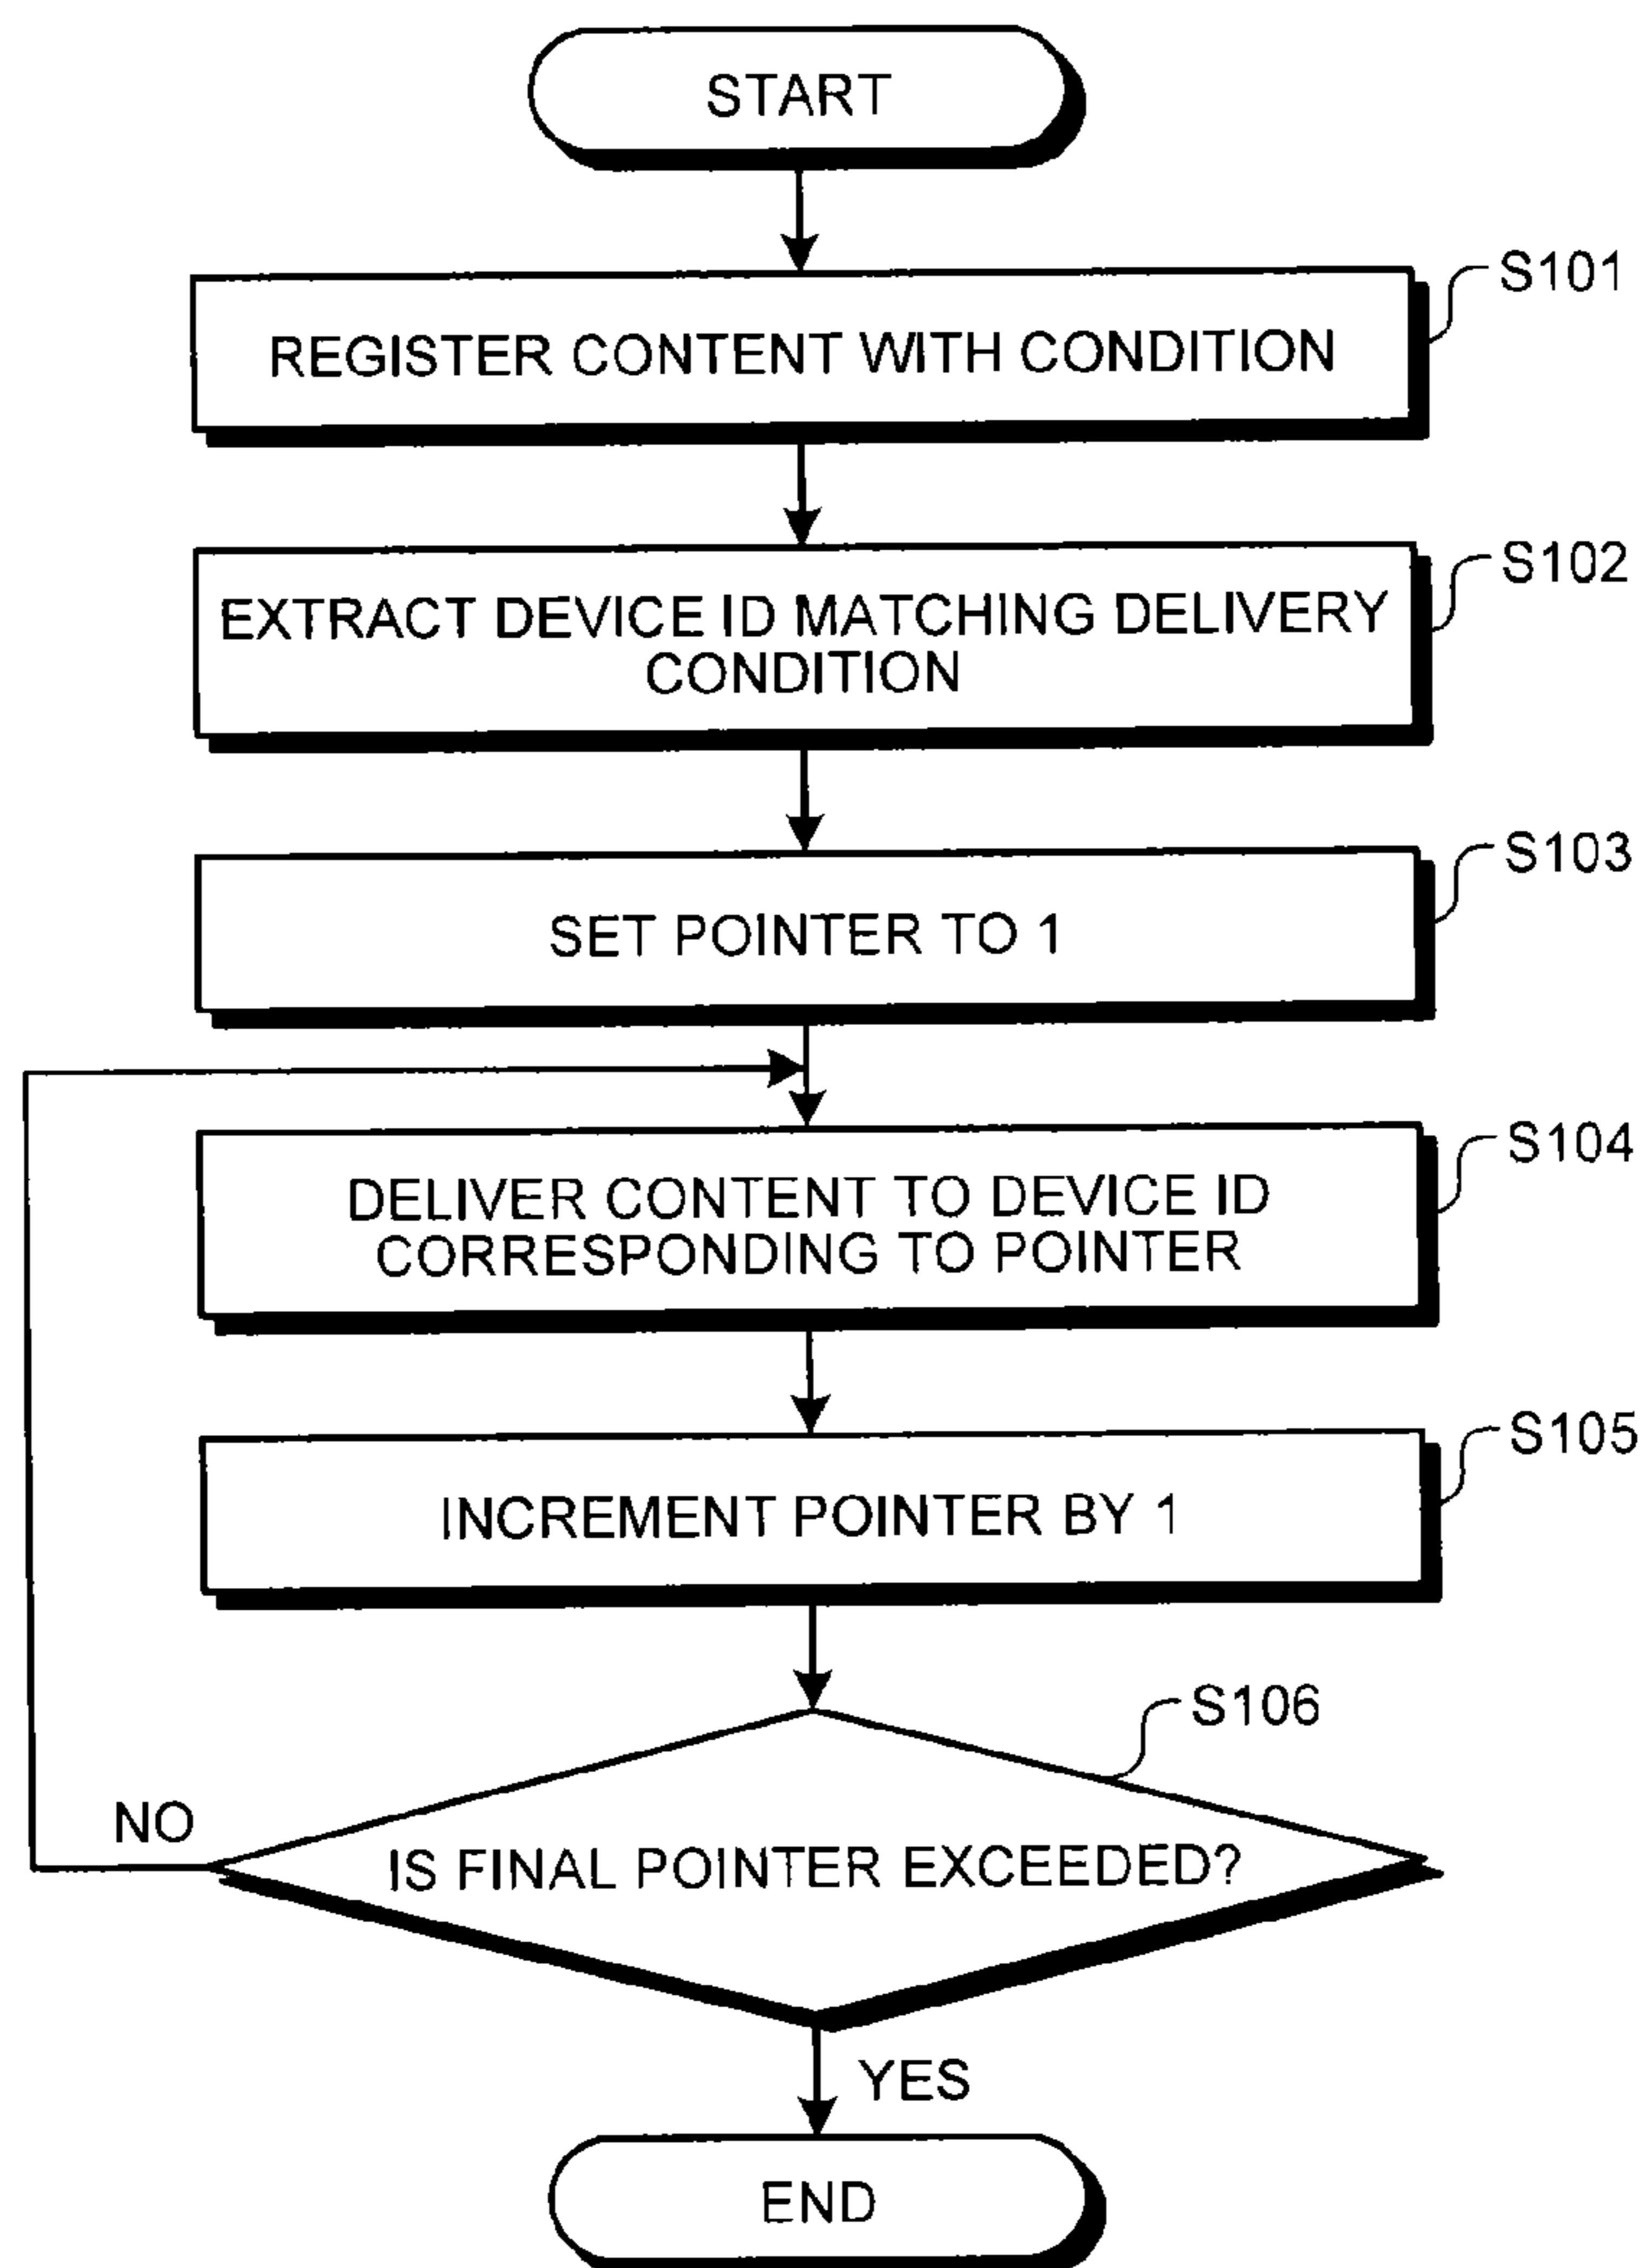 START
S101
REGISTER CONTENT WITH CONDITION
S102
EXTRACT DEVICE ID MATCHING DELIVERY
CONDITION
S103
SET POINTER TO 1
S104
DELIVER CONTENT TO DEVICE ID
CORRESPONDING TO POINTER
S105
INCREMENT POINTER BY 1
S106
NO
IS FINAL POINTER EXCEEDED?
YES
END